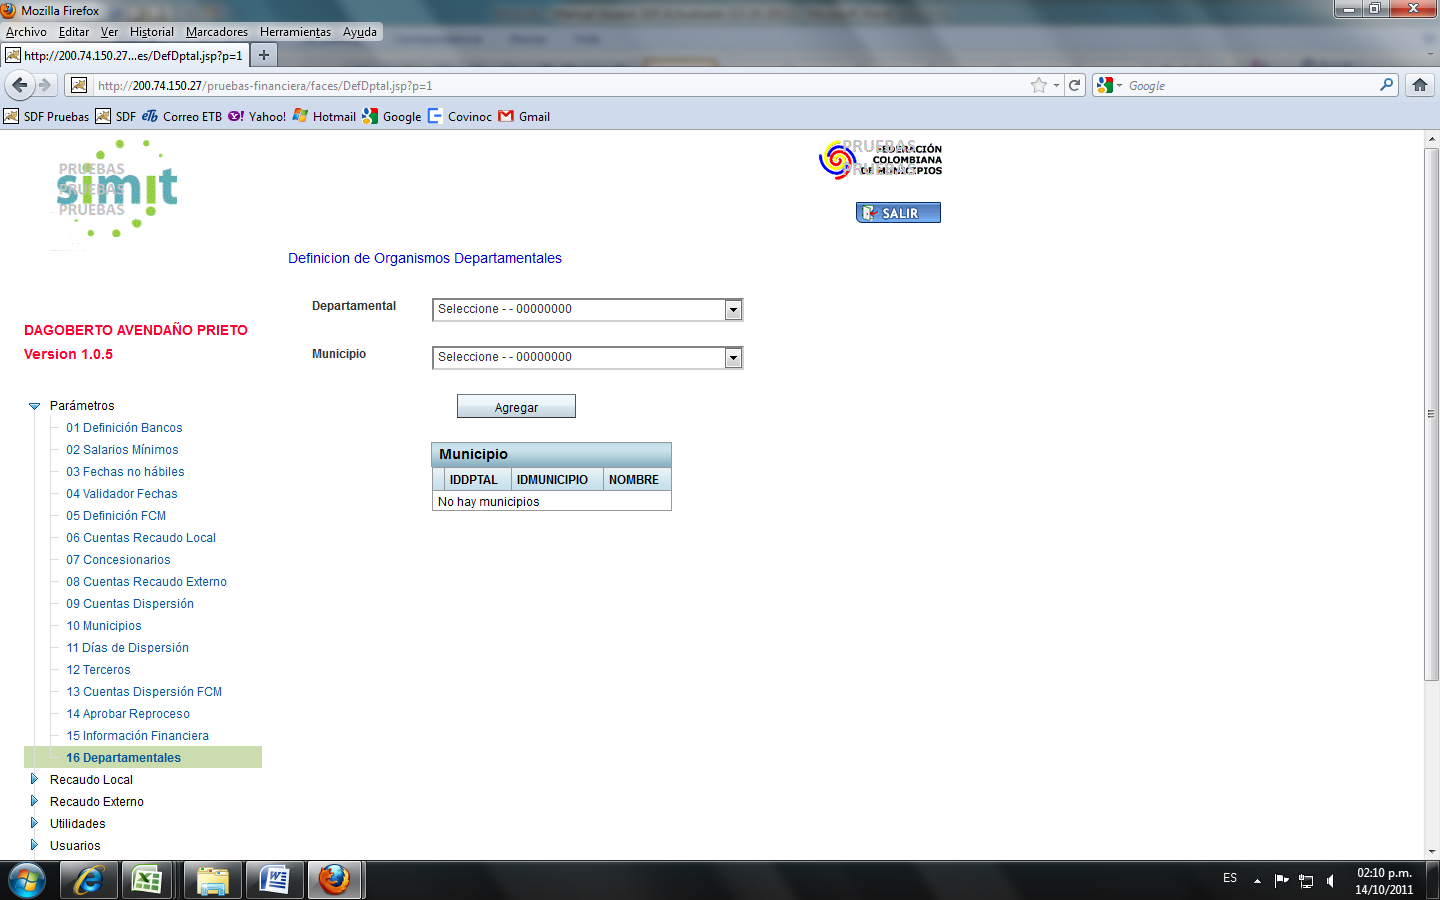 Mozilla Firefox
Archivo Editar Ver Historial Marcadores Herramientas Ayuda
http://200.74.150.27...es/DefDptal.jsp?p=1
http://200.74.150.27/pruebas-financiera/faces/DefDptal.jsp?p=1
Google
SDF Pruebas SDF Correo ETB Yahoo! Hotmail Google Covinoc Gmail
PRUEBAS
PRUEBAS
simit
PRUEBAS
PRUEBAS
FEDERACIÓN
COLOMBIANA
PRUEBAS
DE MUNICIPIOS
SALIR
Definicion de Organismos Departamentales
Departamental Seleccione - - 00000000
DAGOBERTO AVENDAÑO PRIETO
Version 1.0.5
Municipio Seleccione - - 00000000
Agregar
Municipio
IDDPTAL IDMUNICIPIO NOMBRE
No hay municipios
Parámetros
01 Definición Bancos
02 Salarios Mínimos
03 Fechas no hábiles
04 Validador Fechas
05 Definición FCM
06 Cuentas Recaudo Local
07 Concesionarios
08 Cuentas Recaudo Externo
09 Cuentas Dispersión
10 Municipios
11 Días de Dispersión
12 Terceros
13 Cuentas Dispersión FCM
14 Aprobar Reproceso
15 Información Financiera
16 Departamentales
Recaudo Local
Recaudo Externo
Utilidades
Usuarios
ES
02:10 p.m.
14/10/2011